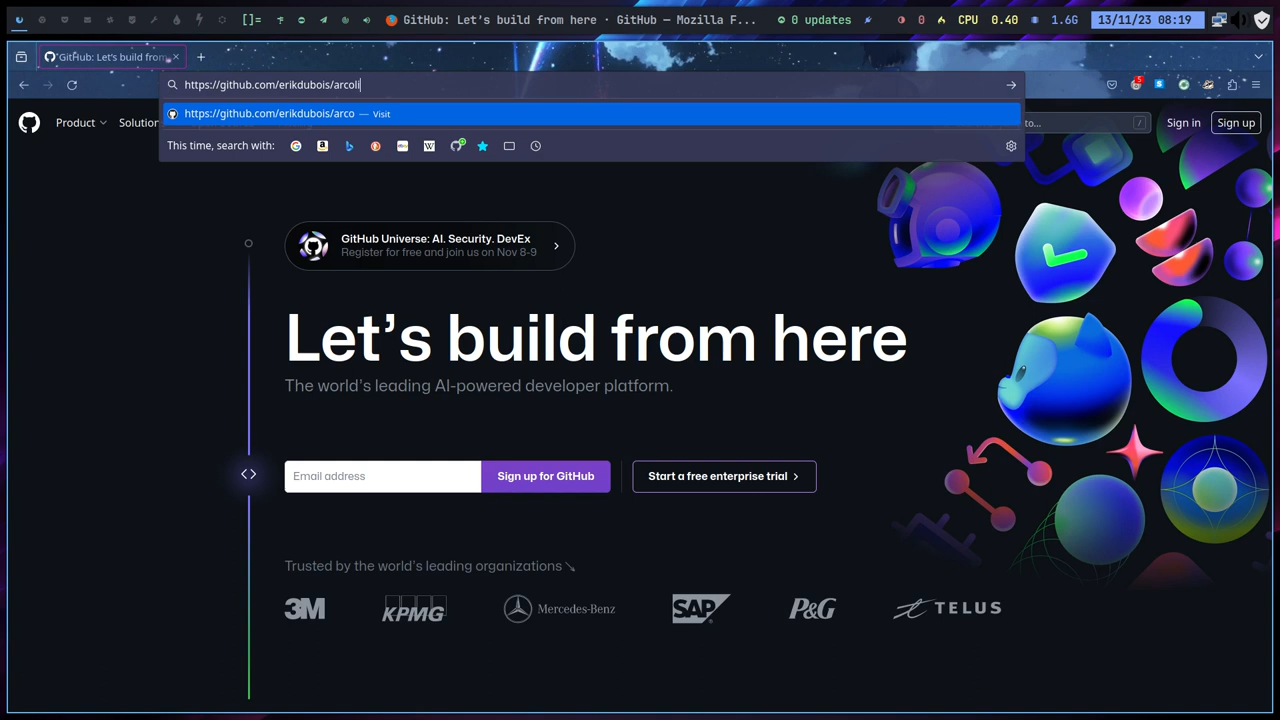 []=
GitHub: Let's build from here · GitHub — Mozilla F...
0 updates
0
CPU 0.40
1.6G
13/11/23 08:19
GitHub: Let's build from
https://github.com/erikdubois/arcoli
5
S
https://github.com/erikdubois/arco — Visit
This time, search with:
Product
Solution
to...
/
Sign in
Sign up
GitHub Universe: AI. Security. DevEx
Register for free and join us on Nov 8-9
Let's build from here
The world's leading AI-powered developer platform.
Email address
Sign up for GitHub
Start a free enterprise trial
Trusted by the world's leading organizations
3M
KPMG
Mercedes-Benz
SAP
P&G
TELUS